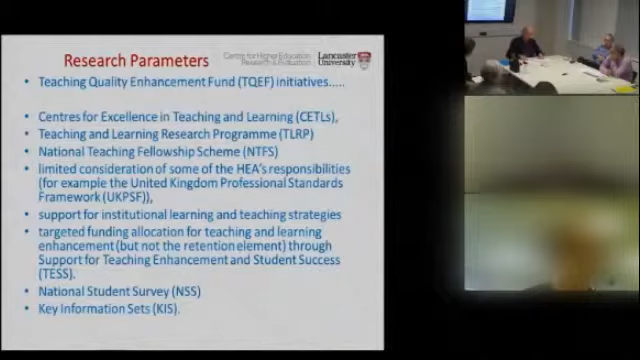 Research Parameters
Centre for Higher Education
Research & Evaluation
Lancaster
University
• Teaching Quality Enhancement Fund (TQEF) initiatives.....
• Centres for Excellence in Teaching and Learning (CETLs),
• Teaching and Learning Research Programme (TLRP)
• National Teaching Fellowship Scheme (NTFS)
• limited consideration of some of the HEA's responsibilities
(for example the United Kingdom Professional Standards
Framework (UKPSF)),
• support for institutional learning and teaching strategies
• targeted funding allocation for teaching and learning
enhancement(but not the retention element) through
Support for Teaching Enhancement and Student Success
(TESS).
• National Student Survey (NSS)
• Key Information Sets (KIS).